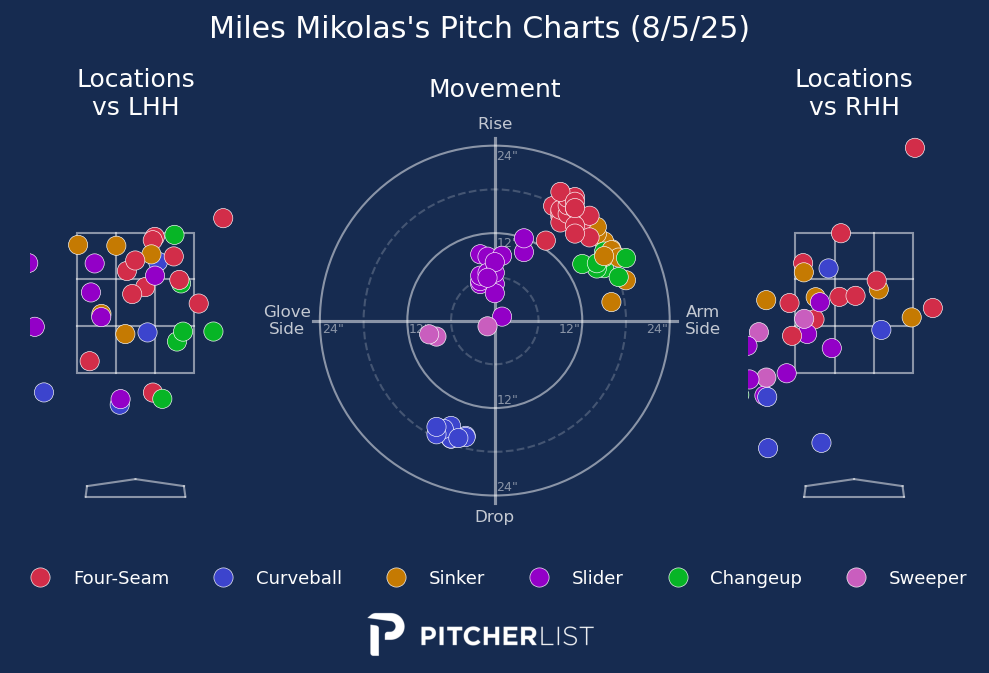 Miles Mikolas's Pitch Charts (8/5/25)
Locations
vs LHH
Movement
Locations
vs RHH
Rise
24"
12"
Glove
Side
24"
12"
12"
24"
Arm
Side
12"
24"
Drop
Four-Seam
Curveball
Sinker
Slider
Changeup
Sweeper
PITCHERLIST